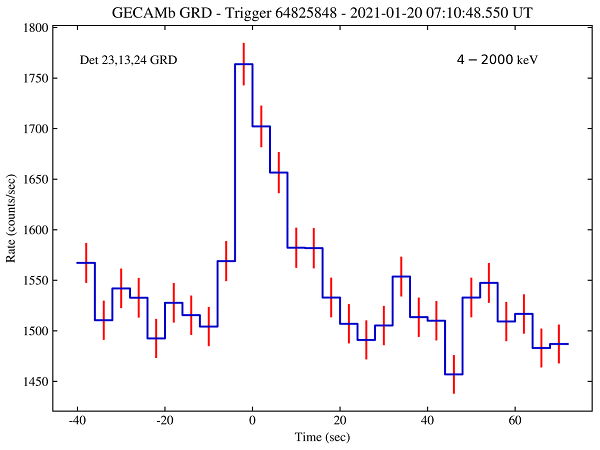 GECAMb GRD - Trigger 64825848 - 2021-01-20 07:10:48.550 UT
Det 23,13,24 GRD
4 − 2000 keV
1800
1750
1700
1650
1600
1550
1500
1450
Rate (counts/sec)
-40
-20
0
20
40
60
Time (sec)